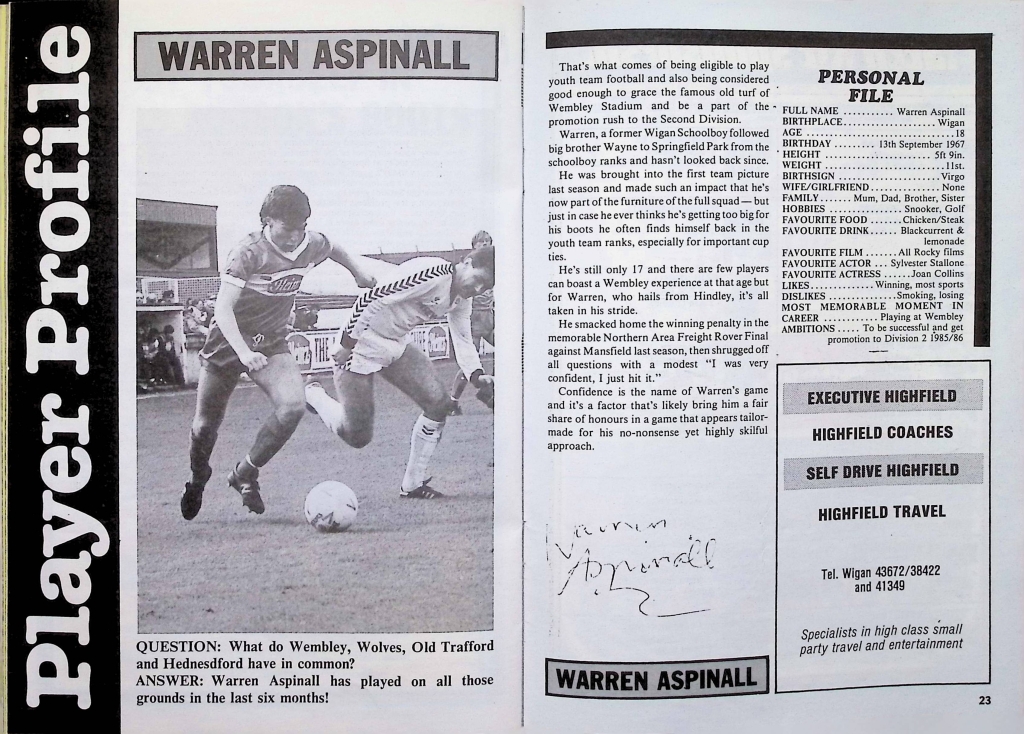 Player Profile
WARREN ASPINALL
QUESTION: What do Wembley, Wolves, Old Trafford
and Hednesdford have in common?
ANSWER: Warren Aspinall has played on all those
grounds in the last six months!
That's what comes of being eligible to play
youth team football and also being considered
good enough to grace the famous old turf of
Wembley Stadium and be a part of the
promotion rush to the Second Division.
Warren, a former Wigan Schoolboy followed
big brother Wayne to Springfield Park from the
schoolboy ranks and hasn't looked back since.
He was brought into the first team picture
last season and made such an impact that he's
now part of the furniture of the full squad — but
just in case he ever thinks he's getting too big for
his boots he often finds himself back in the
youth team ranks, especially for important cup
ties.
He's still only 17 and there are few players
can boast a Wembley experience at that age but
for Warren, who hails from Hindley, it's all
taken in his stride.
He smacked home the winning penalty in the
memorable Northern Area Freight Rover Final
against Mansfield last season, then shrugged off
all questions with a modest "I was very
confident, I just hit it."
Confidence is the name of Warren's game
and it's a factor that's likely bring him a fair
share of honours in a game that appears tailor-
made for his no-nonsense yet highly skilful
approach.
Warren
Aspinall
WARREN ASPINALL
PERSONAL
FILE
FULL NAME ........... Warren Aspinall
BIRTHPLACE .................... Wigan
AGE ................................ 18
BIRTHDAY ........ 13th September 1967
HEIGHT ....................... 5ft 9in.
WEIGHT ......................... 11st.
BIRTHSIGN ..................... Virgo
WIFE/GIRLFRIEND ............... None
FAMILY ....... Mum, Dad, Brother, Sister
HOBBIES ................ Snooker, Golf
FAVOURITE FOOD ....... Chicken/Steak
FAVOURITE DRINK ...... Blackcurrent &
lemonade
FAVOURITE FILM ....... All Rocky films
FAVOURITE ACTOR ... Sylvester Stallone
FAVOURITE ACTRESS ...... Joan Collins
LIKES ............. Winning, most sports
DISLIKES ............... Smoking, losing
MOST MEMORABLE MOMENT IN
CAREER ............ Playing at Wembley
AMBITIONS ..... To be successful and get
promotion to Division 2 1985/86
EXECUTIVE HIGHFIELD
HIGHFIELD COACHES
SELF DRIVE HIGHFIELD
HIGHFIELD TRAVEL
Tel. Wigan 43672/38422
and 41349
Specialists in high class small
party travel and entertainment
23